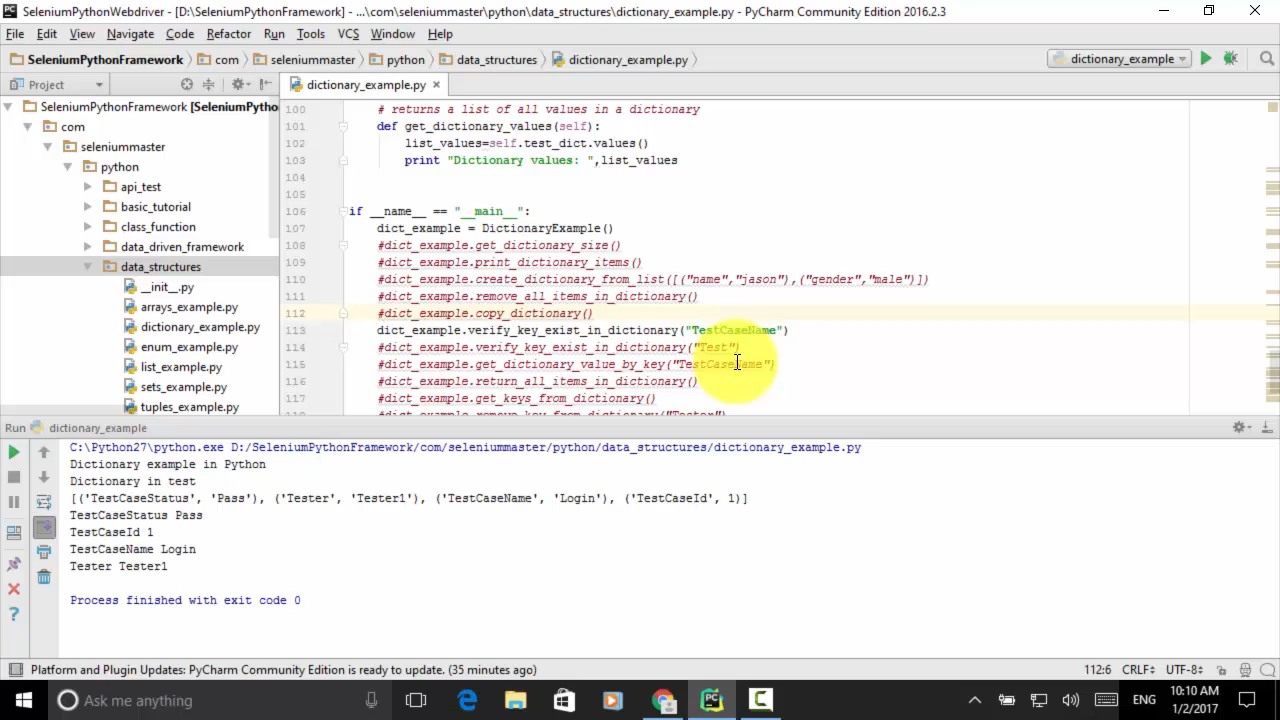 SeleniumPythonWebdriver - [D:\SeleniumPythonFramework] - ...\com\seleniummaster\python\data_structures\dictionary_example.py - PyCharm Community Edition 2016.2.3
File Edit View Navigate Code Refactor Run Tools VCS Window Help
SeleniumPythonFramework com seleniummaster python data_structures dictionary_example.py dictionary_example
Project dictionary_example.py
SeleniumPythonFramework [SeleniumPytho
com
seleniummaster
python
api_test
basic_tutorial
class_function
data_driven_framework
data_structures
__init__.py
arrays_example.py
dictionary_example.py
enum_example.py
list_example.py
sets_example.py
tuples_example.py
100 # returns a list of all values in a dictionary
101 def get_dictionary_values(self):
102 list_values=self.test_dict.values()
103 print "Dictionary values: ",list_values
104
105
106 if __name__ == "__main__":
107 dict_example = DictionaryExample()
108 #dict_example.get_dictionary_size()
109 #dict_example.print_dictionary_items()
110 #dict_example.create_dictionary_from_list([("name","jason"),("gender","male")])
111 #dict_example.remove_all_items_in_dictionary()
112 #dict_example.copy_dictionary()
113 dict_example.verify_key_exist_in_dictionary("TestCaseName")
114 #dict_example.verify_key_exist_in_dictionary("Test")
115 #dict_example.get_dictionary_value_by_key("TestCaseName")
116 #dict_example.return_all_items_in_dictionary()
117 #dict_example.get_keys_from_dictionary()
118 #dict_example.remove_key_from_dictionary("Tester")
Run dictionary_example
C:\Python27\python.exe D:/SeleniumPythonFramework/com/seleniummaster/python/data_structures/dictionary_example.py
Dictionary example in Python
Dictionary in test
[('TestCaseStatus', 'Pass'), ('Tester', 'Tester1'), ('TestCaseName', 'Login'), ('TestCaseId', 1)]
TestCaseStatus Pass
TestCaseId 1
TestCaseName Login
Tester Tester1
Process finished with exit code 0
Platform and Plugin Updates: PyCharm Community Edition is ready to update. (35 minutes ago) 112:6 CRLF UTF-8
Ask me anything ENG 10:10 AM
1/2/2017